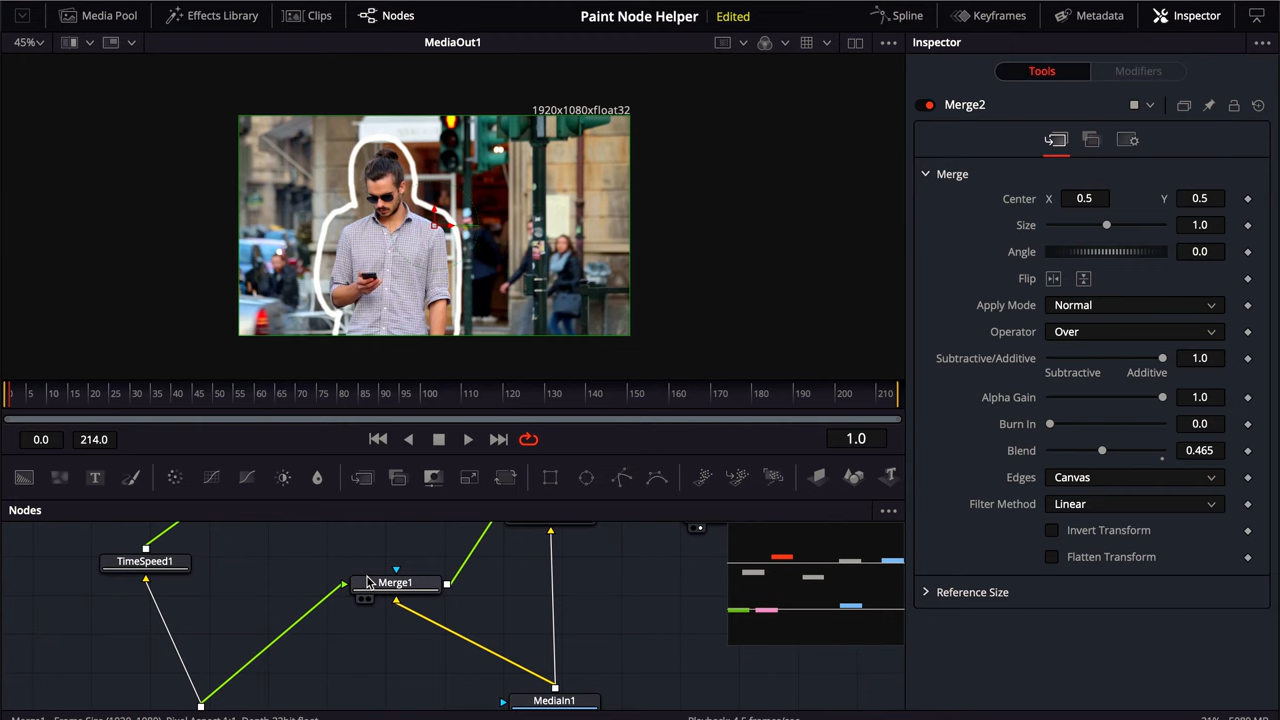 Media Pool
Effects Library
Clips
Nodes
Paint Node Helper
Edited
Spline
Keyframes
Metadata
Inspector
45%
MediaOut1
Inspector
Tools
Modifiers
1920x1080xfloat32
Merge2
Merge
Center X 0.5 Y 0.5
Size 1.0
Angle 0.0
Flip
Apply Mode Normal
Operator Over
Subtractive/Additive 1.0
Subtractive Additive
Alpha Gain 1.0
Burn In 0.0
Blend 0.465
Edges Canvas
Filter Method Linear
Invert Transform
Flatten Transform
Reference Size
5 10 15 20 25 30 35 40 45 50 55 60 65 70 75 80 85 90 95 100 110 120 130 140 150 160 170 180 190 200 210
0.0 214.0 1.0
Nodes
TimeSpeed1
Merge1
MediaIn1